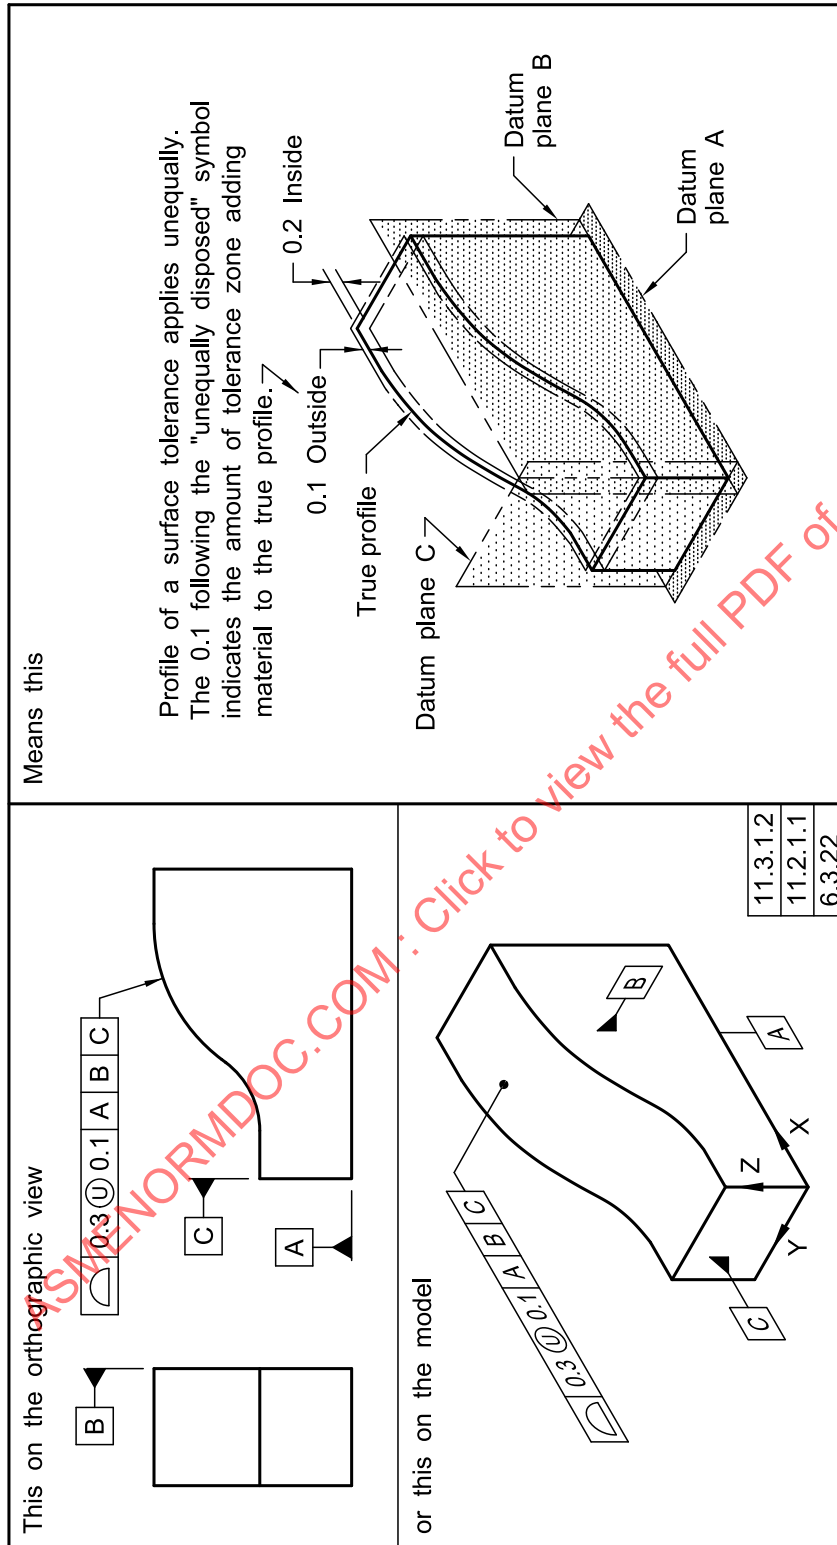 This on the orthographic view
B
0.3 Ⓤ 0.1 A B C
C
A
or this on the model
0.3 Ⓤ 0.1 A B C
B
A
C
X
Y
Z
11.3.1.2
11.2.1.1
6.3.22
Means this
Profile of a surface tolerance applies unequally.
The 0.1 following the "unequally disposed" symbol
indicates the amount of tolerance zone adding
material to the true profile.
0.1 Outside
0.2 Inside
True profile
Datum plane C
Datum
plane B
Datum
plane A
ASMENORMDOC.COM : Click to view the full PDF of